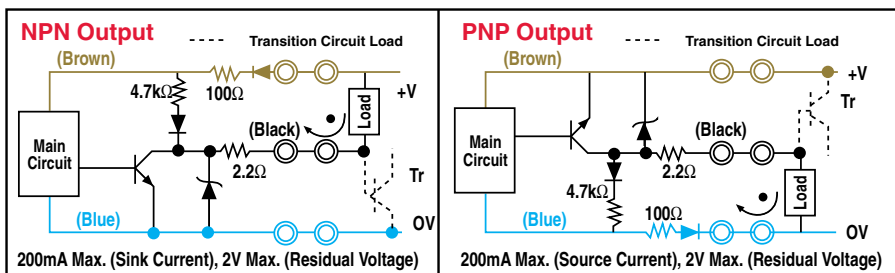 NPN Output
Transition Circuit Load
(Brown)
4.7kΩ
100Ω
+V
Load
(Black)
Main
Circuit
2.2Ω
Tr
(Blue)
OV
200mA Max. (Sink Current), 2V Max. (Residual Voltage)
PNP Output
Transition Circuit Load
(Brown)
+V
Tr
(Black)
Main
Circuit
2.2Ω
4.7kΩ
Load
100Ω
(Blue)
OV
200mA Max. (Source Current), 2V Max. (Residual Voltage)